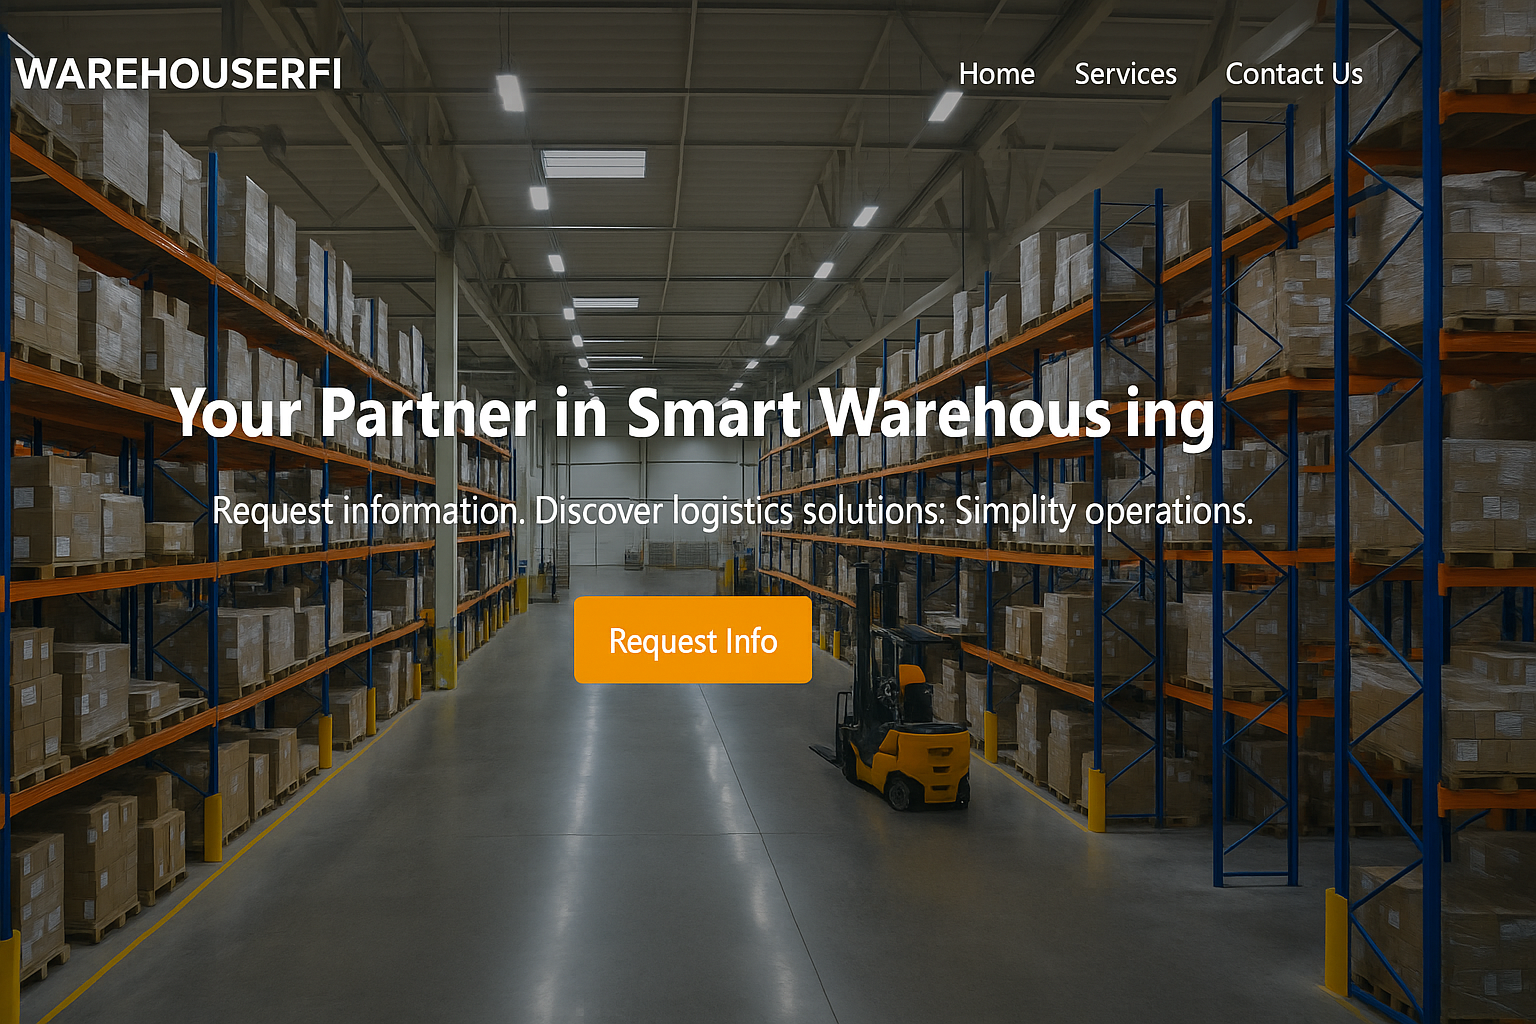 WAREHOUSERFI
Home Services Contact Us
Your Partner in Smart Warehous ing
Request information. Discover logistics solutions: Simplity operations.
Request Info